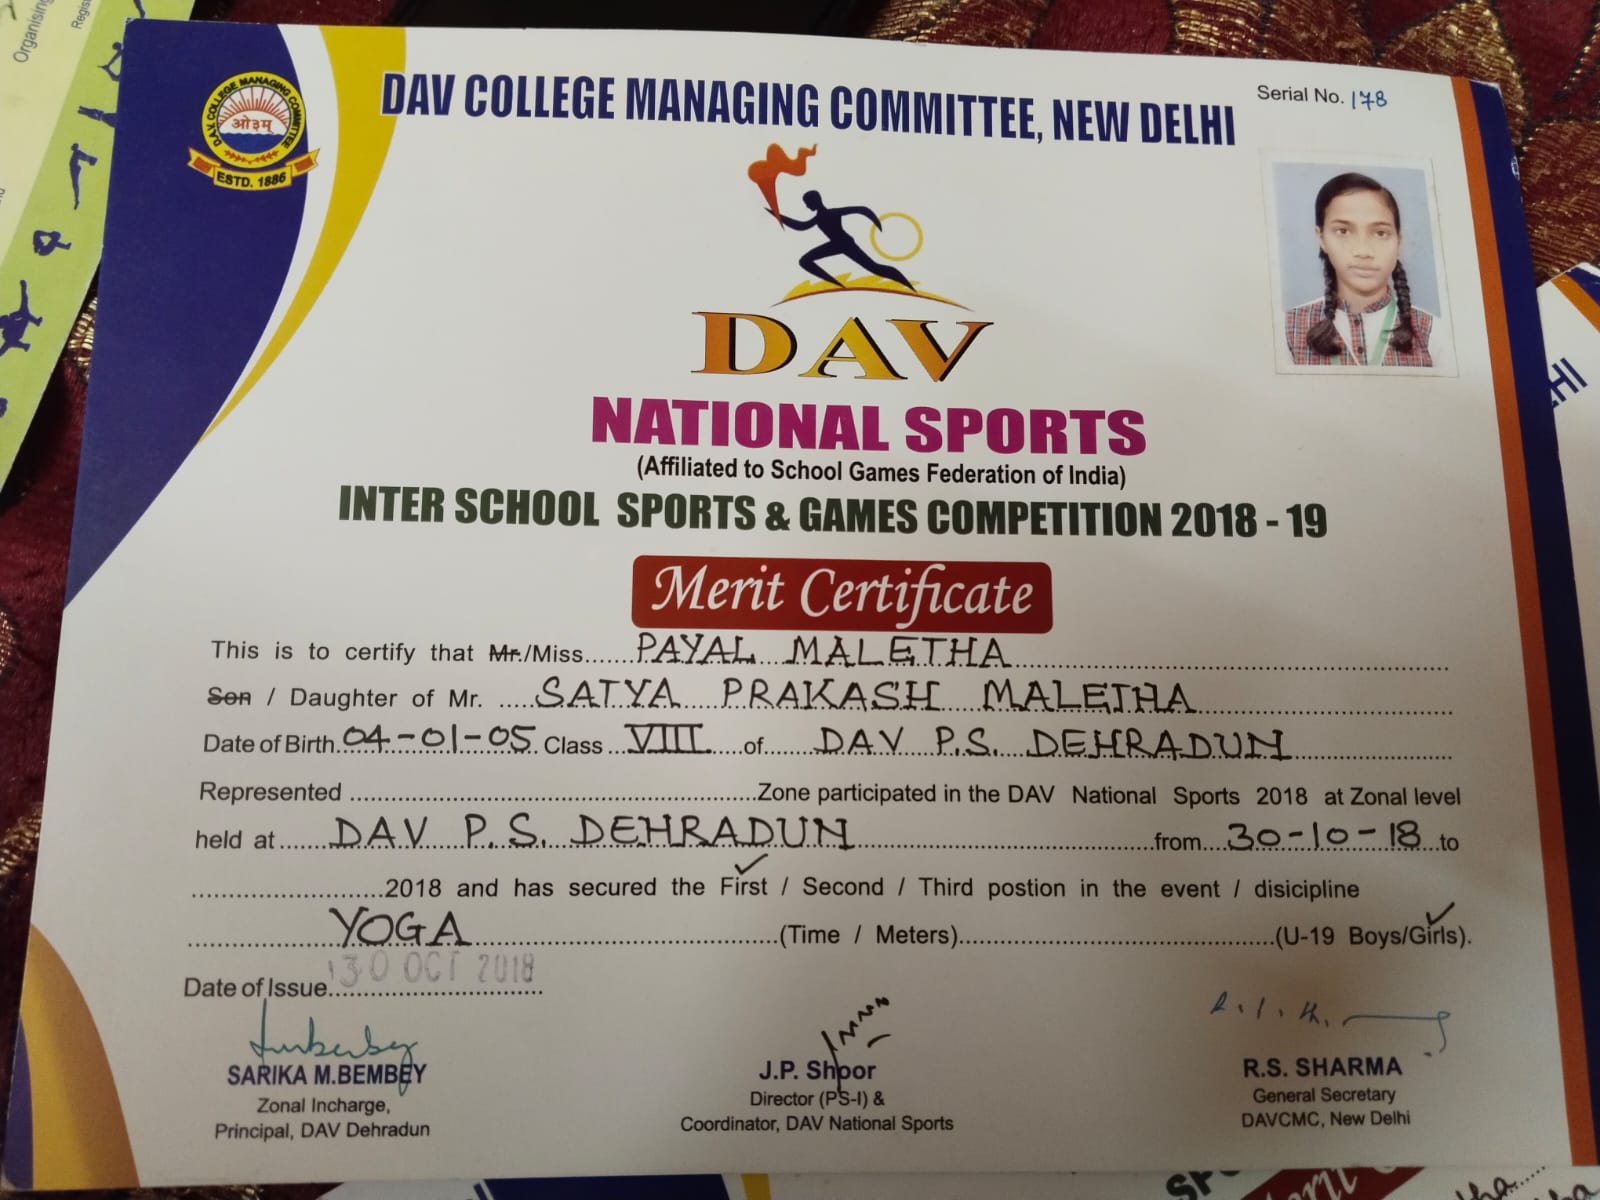 DAV COLLEGE MANAGING COMMITTEE, NEW DELHI
Serial No. 178
D.A.V. COLLEGE MANAGING COMMITTEE
ओ३म्
ESTD. 1886
DAV
NATIONAL SPORTS
(Affiliated to School Games Federation of India)
INTER SCHOOL SPORTS & GAMES COMPETITION 2018 - 19
Merit Certificate
This is to certify that Mr./Miss......PAYAL MALETHA
Son / Daughter of Mr. .....SATYA PRAKASH MALETHA
Date of Birth 04-01-05 Class VIII of DAV P.S. DEHRADUN
Represented ............................Zone participated in the DAV National Sports 2018 at Zonal level
held at DAV P.S. DEHRADUN from 30-10-18 to
......................2018 and has secured the First ✓ / Second / Third postion in the event / disicipline
YOGA (Time / Meters)............................(U-19 Boys/Girls ✓).
Date of Issue 30 OCT 2018
SARIKA M.BEMBEY
Zonal Incharge,
Principal, DAV Dehradun
J.P. Shoor
Director (PS-I) &
Coordinator, DAV National Sports
R.S. SHARMA
General Secretary
DAVCMC, New Delhi
Organising